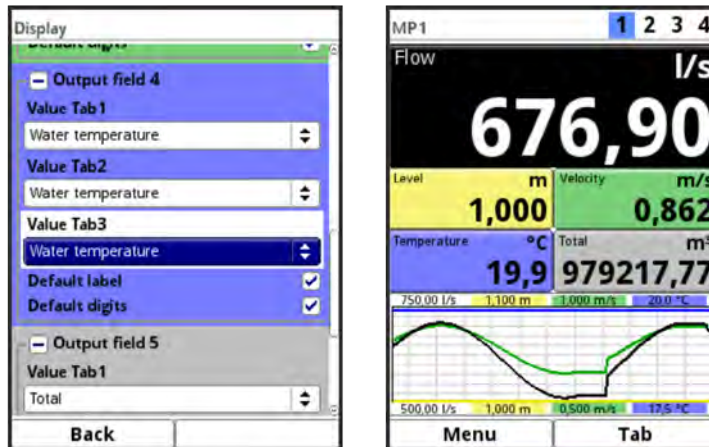 Display
Default digits
Output field 4
Value Tab1
Water temperature
Value Tab2
Water temperature
Value Tab3
Water temperature
Default label
Default digits
Output field 5
Value Tab1
Total
Back
MP1 1 2 3 4
Flow l/s
676,90
Level m
1,000
Velocity m/s
0,862
Temperature °C
19,9
Total m³
979217,77
750,00 l/s 1,100 m 1,000 m/s 20,0 °C
500,00 l/s 1,000 m 0,500 m/s 17,5 °C
Menu Tab